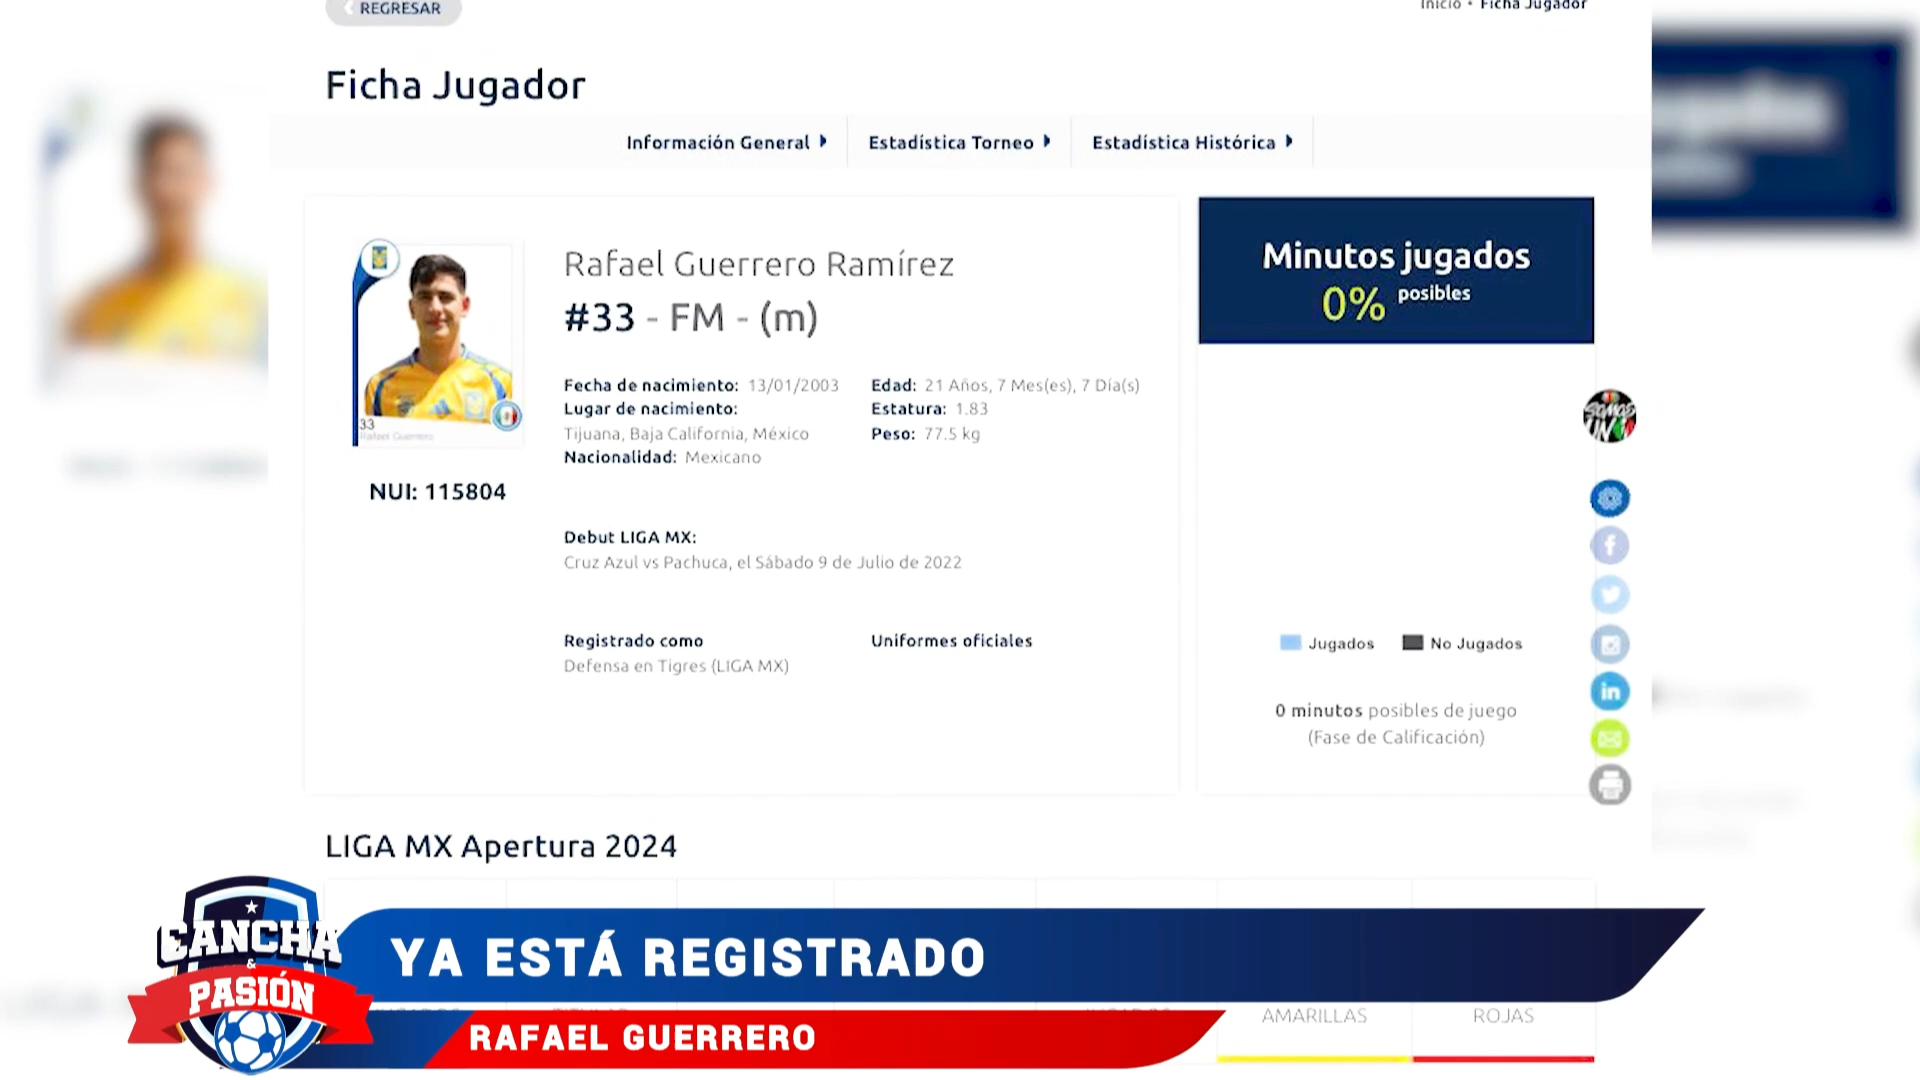 REGRESAR
Inicio • Ficha Jugador
Ficha Jugador
Información General
Estadística Torneo
Estadística Histórica
Rafael Guerrero Ramírez
#33 - FM - (m)
Fecha de nacimiento: 13/01/2003
Edad: 21 Años, 7 Mes(es), 7 Día(s)
Lugar de nacimiento:
Estatura: 1.83
Tijuana, Baja California, México
Peso: 77.5 kg
Nacionalidad: Mexicano
33
Rafael Guerrero
NUI: 115804
Debut LIGA MX:
Cruz Azul vs Pachuca, el Sábado 9 de Julio de 2022
Registrado como
Uniformes oficiales
Defensa en Tigres (LIGA MX)
Minutos jugados
0% posibles
SOMOS
UN
Jugados
No Jugados
0 minutos posibles de juego
(Fase de Calificación)
LIGA MX Apertura 2024
CANCHA
&
PASIÓN
YA ESTÁ REGISTRADO
AMARILLAS
ROJAS
RAFAEL GUERRERO